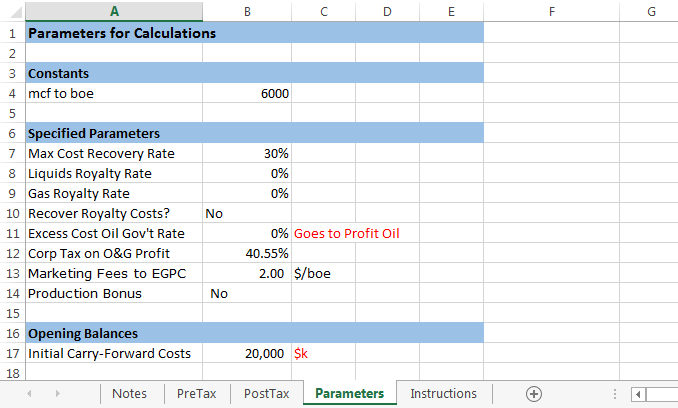 A B C D E F G
1 Parameters for Calculations
2
3 Constants
4 mcf to boe 6000
5
6 Specified Parameters
7 Max Cost Recovery Rate 30%
8 Liquids Royalty Rate 0%
9 Gas Royalty Rate 0%
10 Recover Royalty Costs? No
11 Excess Cost Oil Gov't Rate 0% Goes to Profit Oil
12 Corp Tax on O&G Profit 40.55%
13 Marketing Fees to EGPC 2.00 $/boe
14 Production Bonus No
15
16 Opening Balances
17 Initial Carry-Forward Costs 20,000 $k
18
Notes PreTax PostTax Parameters Instructions